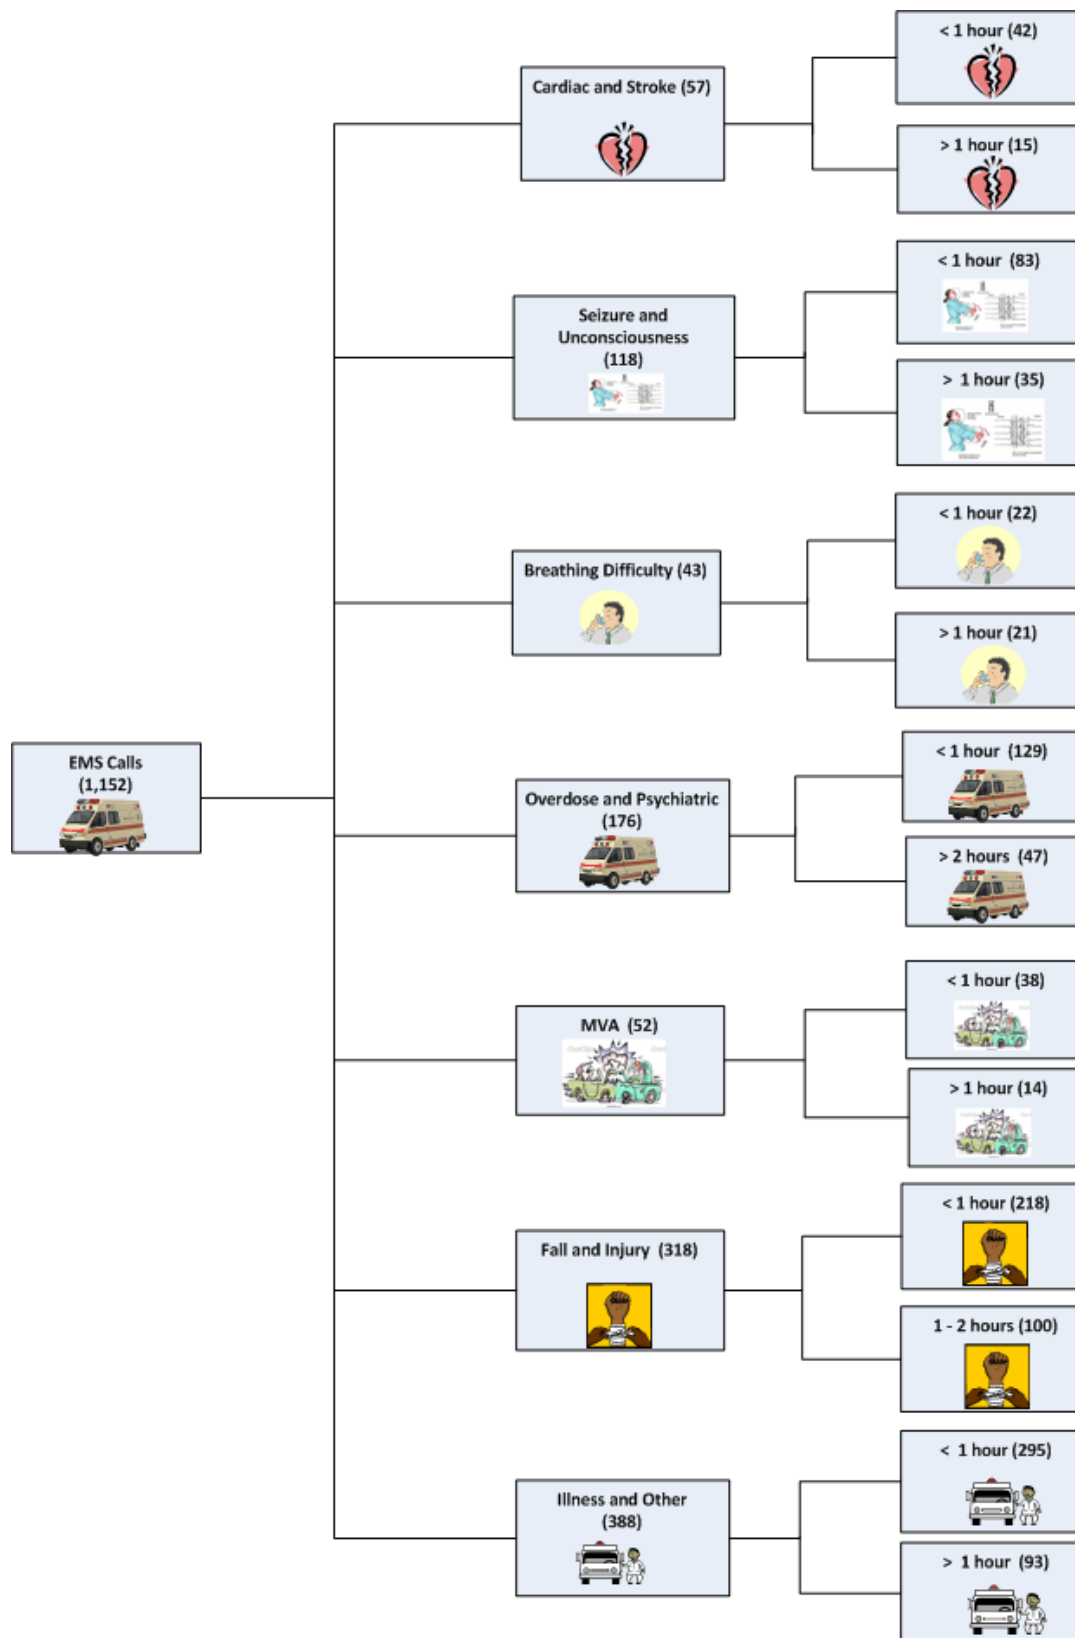 EMS Calls
(1,152)
Cardiac and Stroke (57)
< 1 hour (42)
> 1 hour (15)
Seizure and
Unconsciousness
(118)
< 1 hour  (83)
>  1 hour (35)
Breathing Difficulty (43)
< 1 hour (22)
> 1 hour (21)
Overdose and Psychiatric
(176)
< 1 hour (129)
> 2 hours (47)
MVA  (52)
< 1 hour (38)
> 1 hour (14)
Fall and Injury  (318)
< 1 hour (218)
1 - 2 hours (100)
Illness and Other
(388)
<  1 hour (295)
>  1 hour (93)